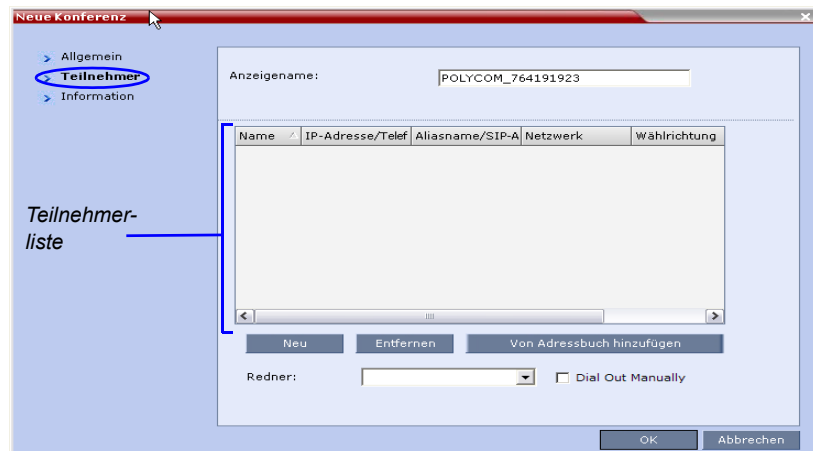 Neue Konferenz
Allgemein
Teilnehmer
Information
Anzeigename: POLYCOM_764191923
Name IP-Adresse/Telef Aliasname/SIP-A Netzwerk Wählrichtung
Teilnehmer-
liste
Neu Entfernen Von Adressbuch hinzufügen
Redner: Dial Out Manually
OK Abbrechen